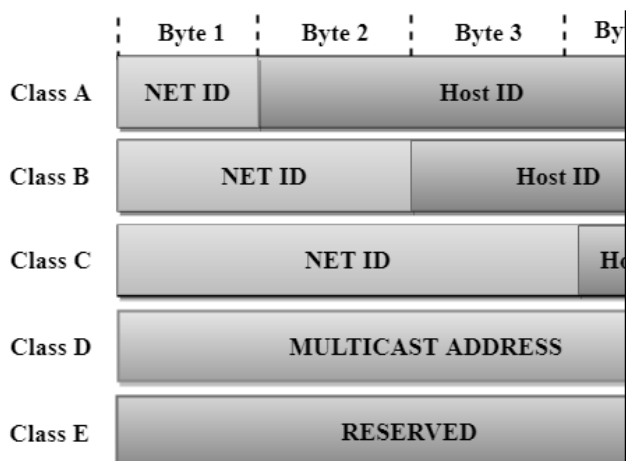 Byte 1 Byte 2 Byte 3
Class A NET ID Host ID
Class B NET ID Host ID
Class C NET ID
Class D MULTICAST ADDRESS
Class E RESERVED